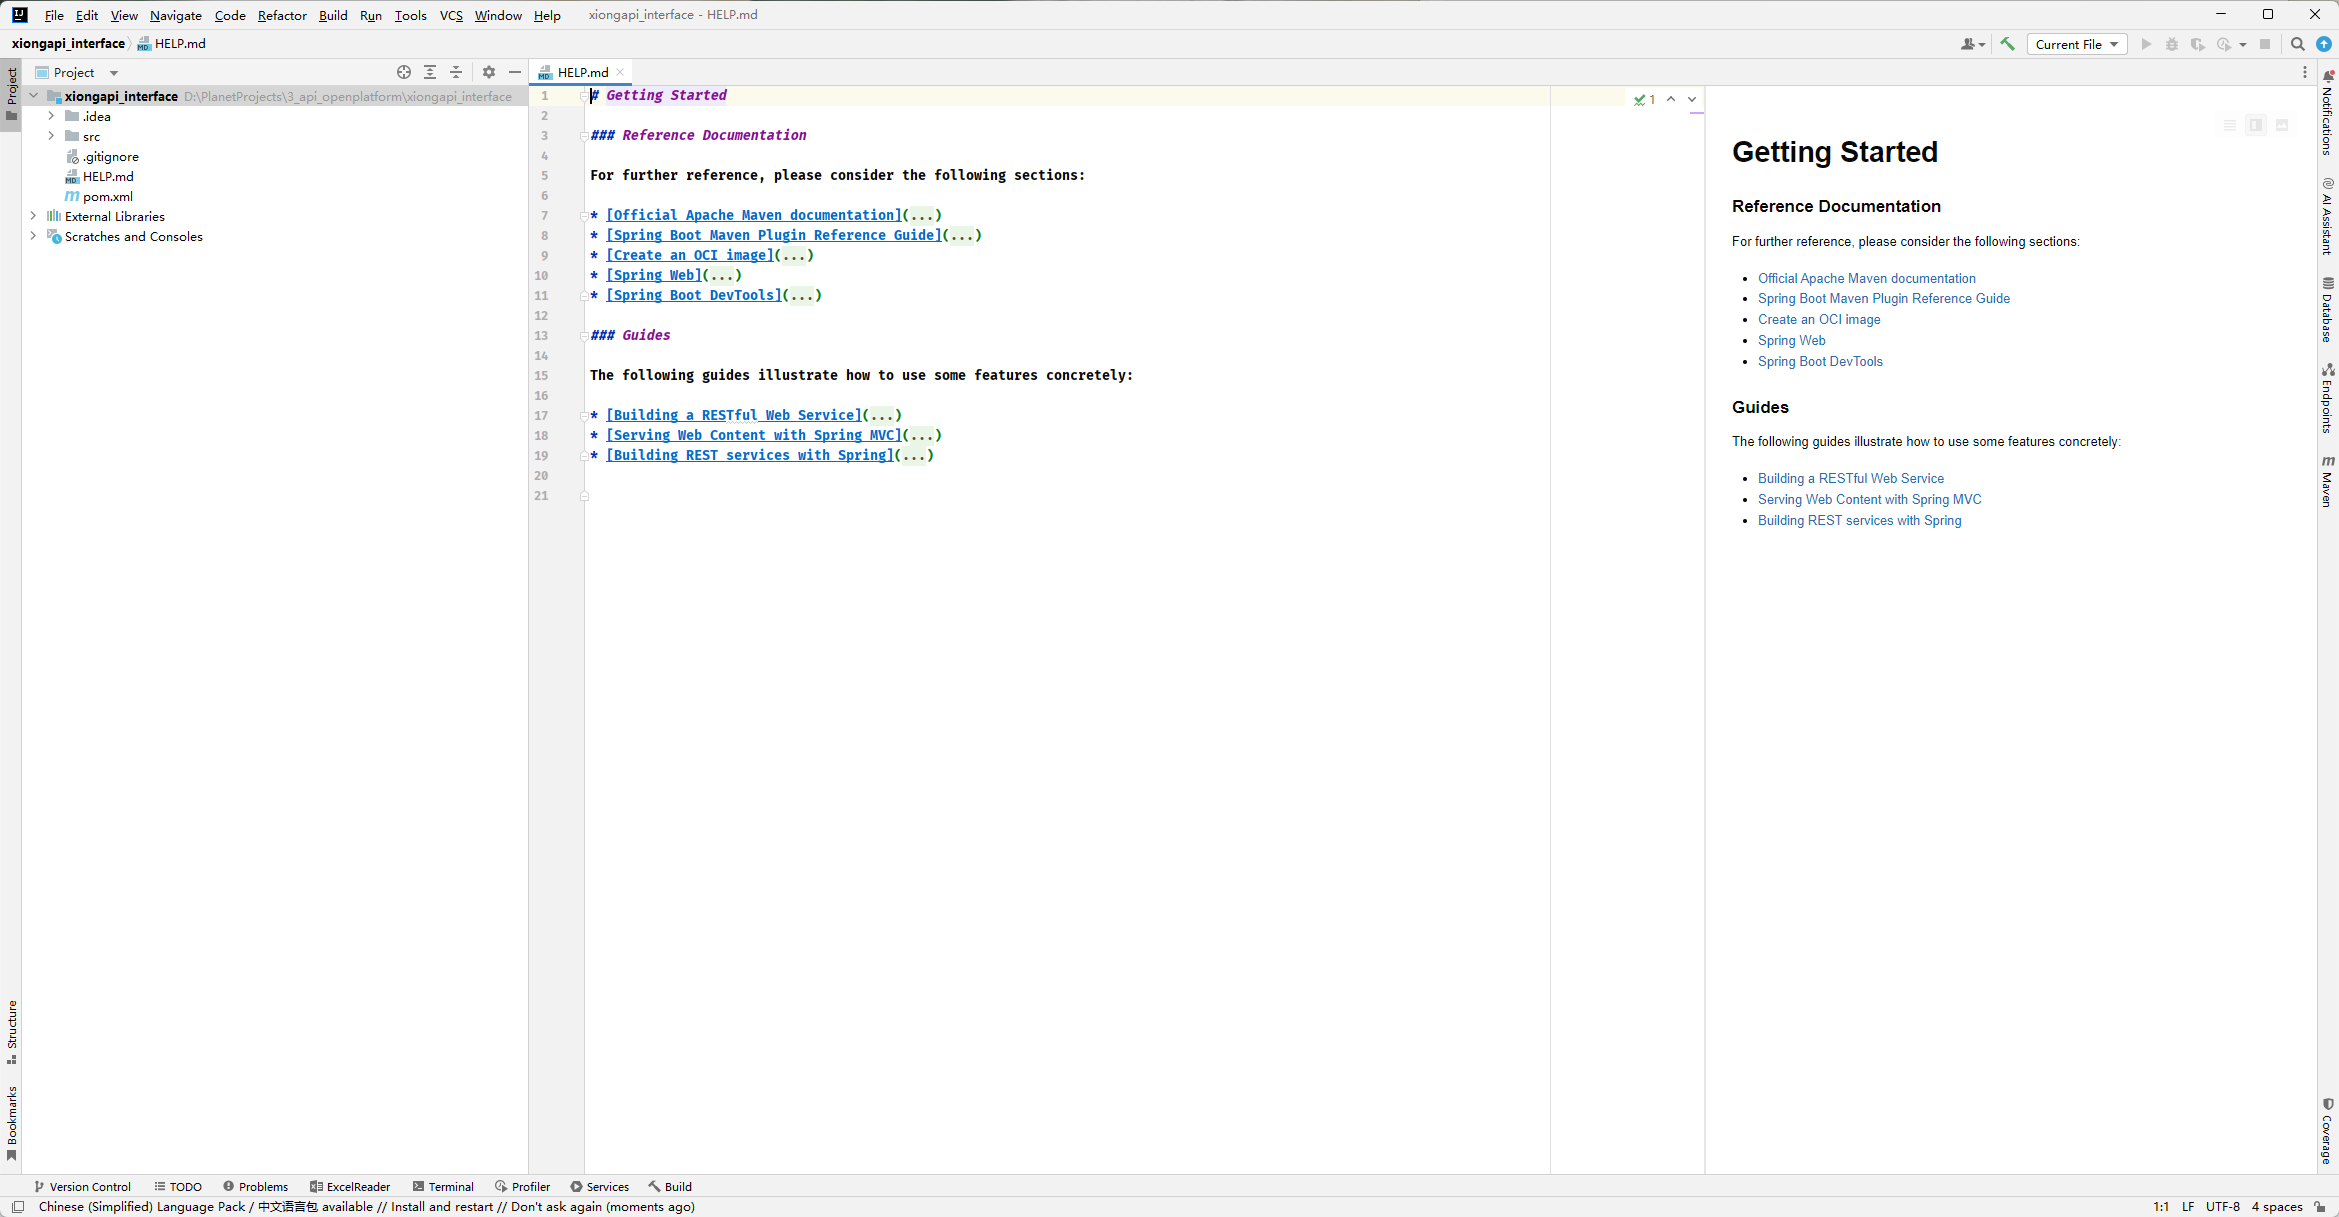 File Edit View Navigate Code Refactor Build Run Tools VCS Window Help xiongapi_interface - HELP.md
xiongapi_interface HELP.md
Current File
Project
Project
HELP.md
xiongapi_interface D:\PlanetProjects\3_api_openplatform\xiongapi_interface
.idea
src
.gitignore
HELP.md
pom.xml
External Libraries
Scratches and Consoles
Structure
Bookmarks
1 # Getting Started
2
3 ### Reference Documentation
4
5 For further reference, please consider the following sections:
6
7 * [Official Apache Maven documentation](...)
8 * [Spring Boot Maven Plugin Reference Guide](...)
9 * [Create an OCI image](...)
10 * [Spring Web](...)
11 * [Spring Boot DevTools](...)
12
13 ### Guides
14
15 The following guides illustrate how to use some features concretely:
16
17 * [Building a RESTful Web Service](...)
18 * [Serving Web Content with Spring MVC](...)
19 * [Building REST services with Spring](...)
20
21
1
Getting Started
Reference Documentation
For further reference, please consider the following sections:
• Official Apache Maven documentation
• Spring Boot Maven Plugin Reference Guide
• Create an OCI image
• Spring Web
• Spring Boot DevTools
Guides
The following guides illustrate how to use some features concretely:
• Building a RESTful Web Service
• Serving Web Content with Spring MVC
• Building REST services with Spring
Notifications
AI Assistant
Database
Endpoints
Maven
Coverage
Version Control TODO Problems ExcelReader Terminal Profiler Services Build
Chinese (Simplified) Language Pack / 中文语言包 available // Install and restart // Don't ask again (moments ago)
1:1 LF UTF-8 4 spaces